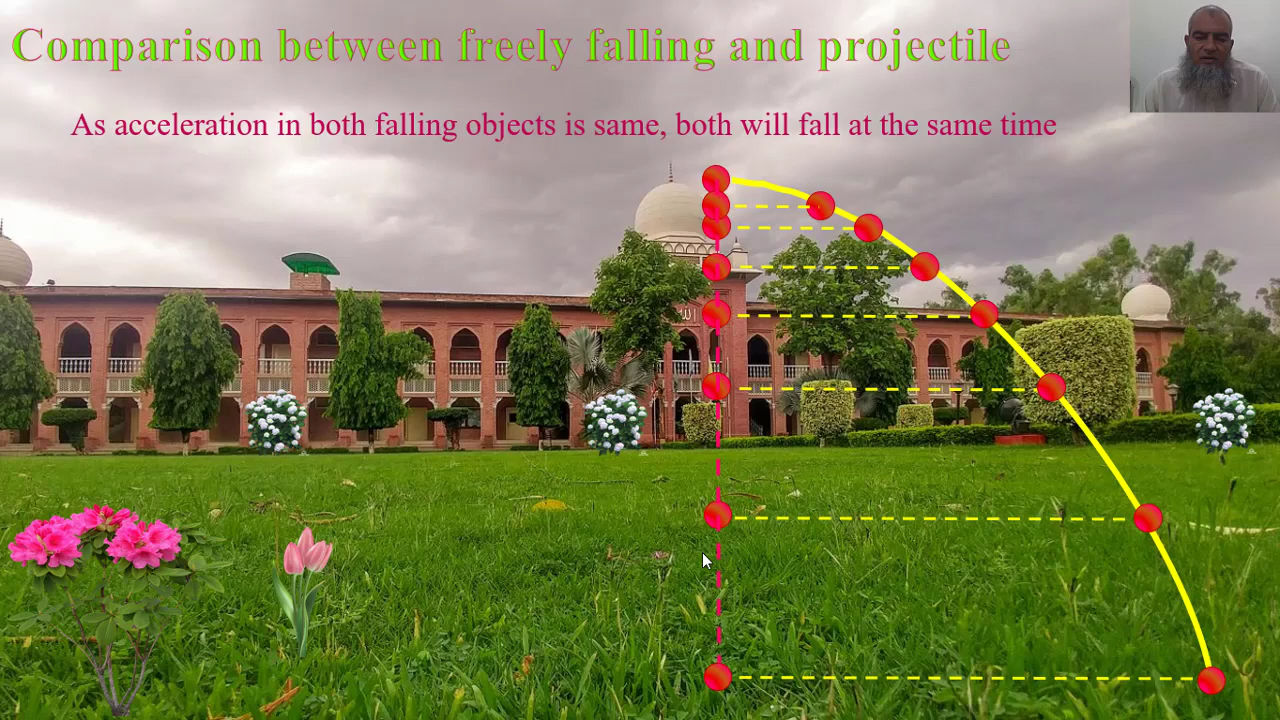 Comparison between freely falling and projectile
As acceleration in both falling objects is same, both will fall at the same time